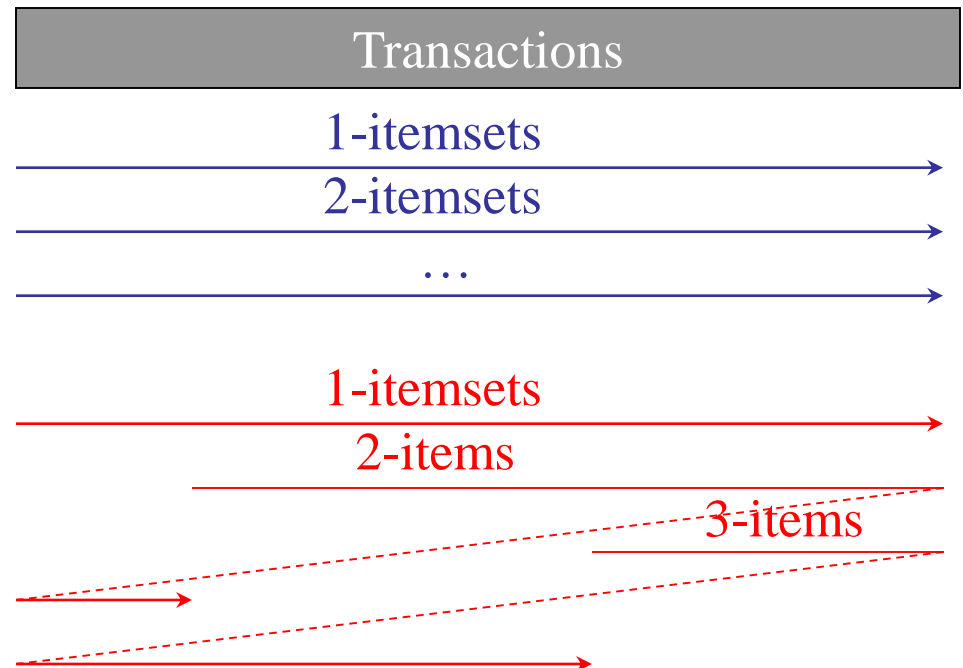 Transactions
1-itemsets
2-itemsets
…
1-itemsets
2-items
3-items